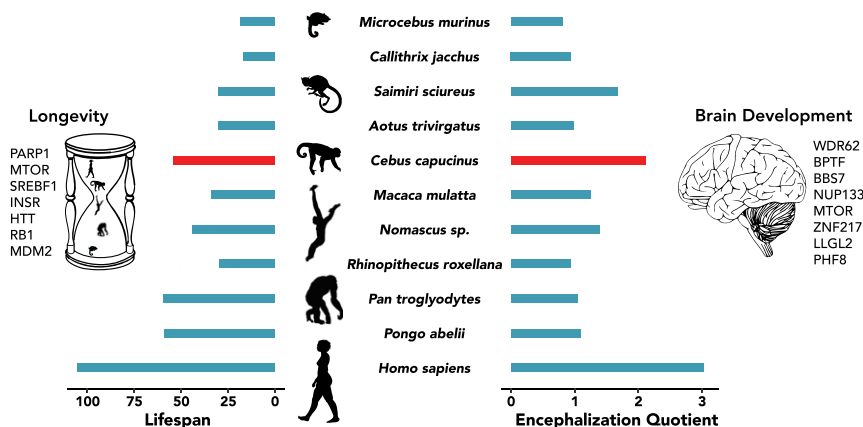 Longevity
PARP1
MTOR
SREBF1
INSR
HTT
RB1
MDM2
Microcebus murinus
Callithrix jacchus
Saimiri sciureus
Aotus trivirgatus
Cebus capucinus
Macaca mulatta
Nomascus sp.
Rhinopithecus roxellana
Pan troglyodytes
Pongo abelii
Homo sapiens
Brain Development
WDR62
BPTF
BBS7
NUP133
MTOR
ZNF217
LLGL2
PHF8
100 75 50 25 0
Lifespan
0 1 2 3
Encephalization Quotient